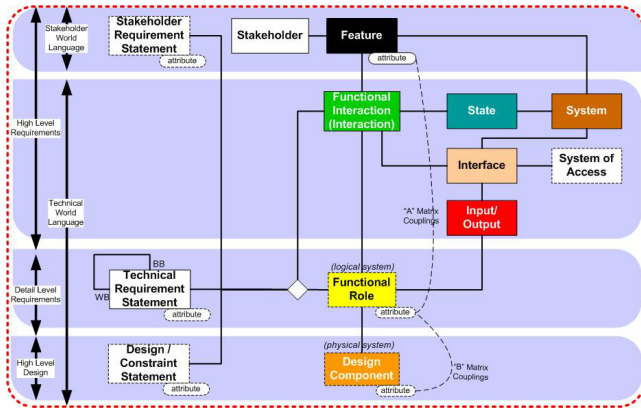 Stakeholder
World
Language
Stakeholder
Requirement
Statement
attribute
Stakeholder
Feature
attribute
High Level
Requirements
Technical
World
Language
Functional
Interaction
(Interaction)
State
System
Interface
System of
Access
"A" Matrix
Couplings
Input/
Output
Detail Level
Requirements
BB
WB
Technical
Requirement
Statement
attribute
(logical system)
Functional
Role
attribute
High Level
Design
Design /
Constraint
Statement
attribute
(physical system)
Design
Component
attribute
"B" Matrix
Couplings